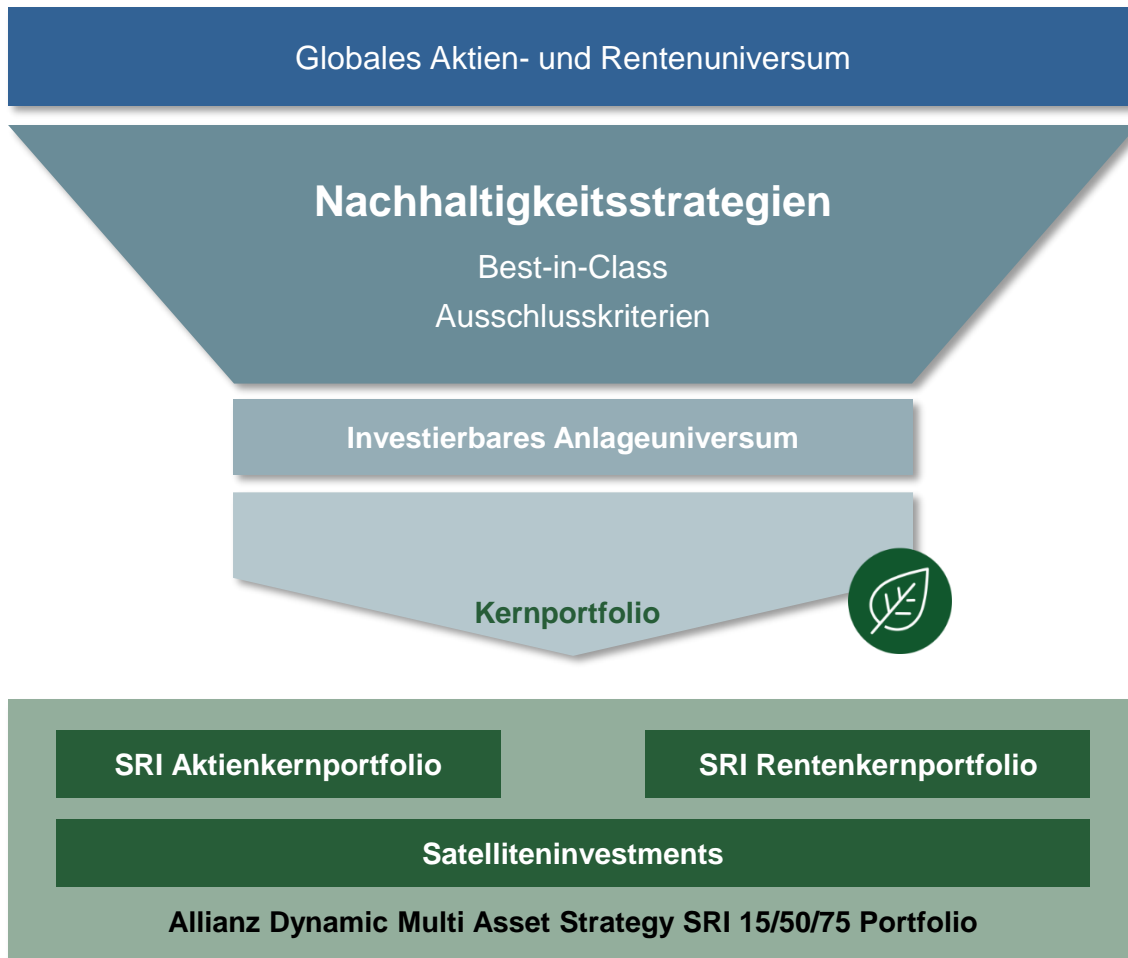 Globales Aktien- und Rentenuniversum
Nachhaltigkeitsstrategien
Best-in-Class
Ausschlusskriterien
Investierbares Anlageuniversum
Kernportfolio
SRI Aktienkernportfolio
SRI Rentenkernportfolio
Satelliteninvestments
Allianz Dynamic Multi Asset Strategy SRI 15/50/75 Portfolio